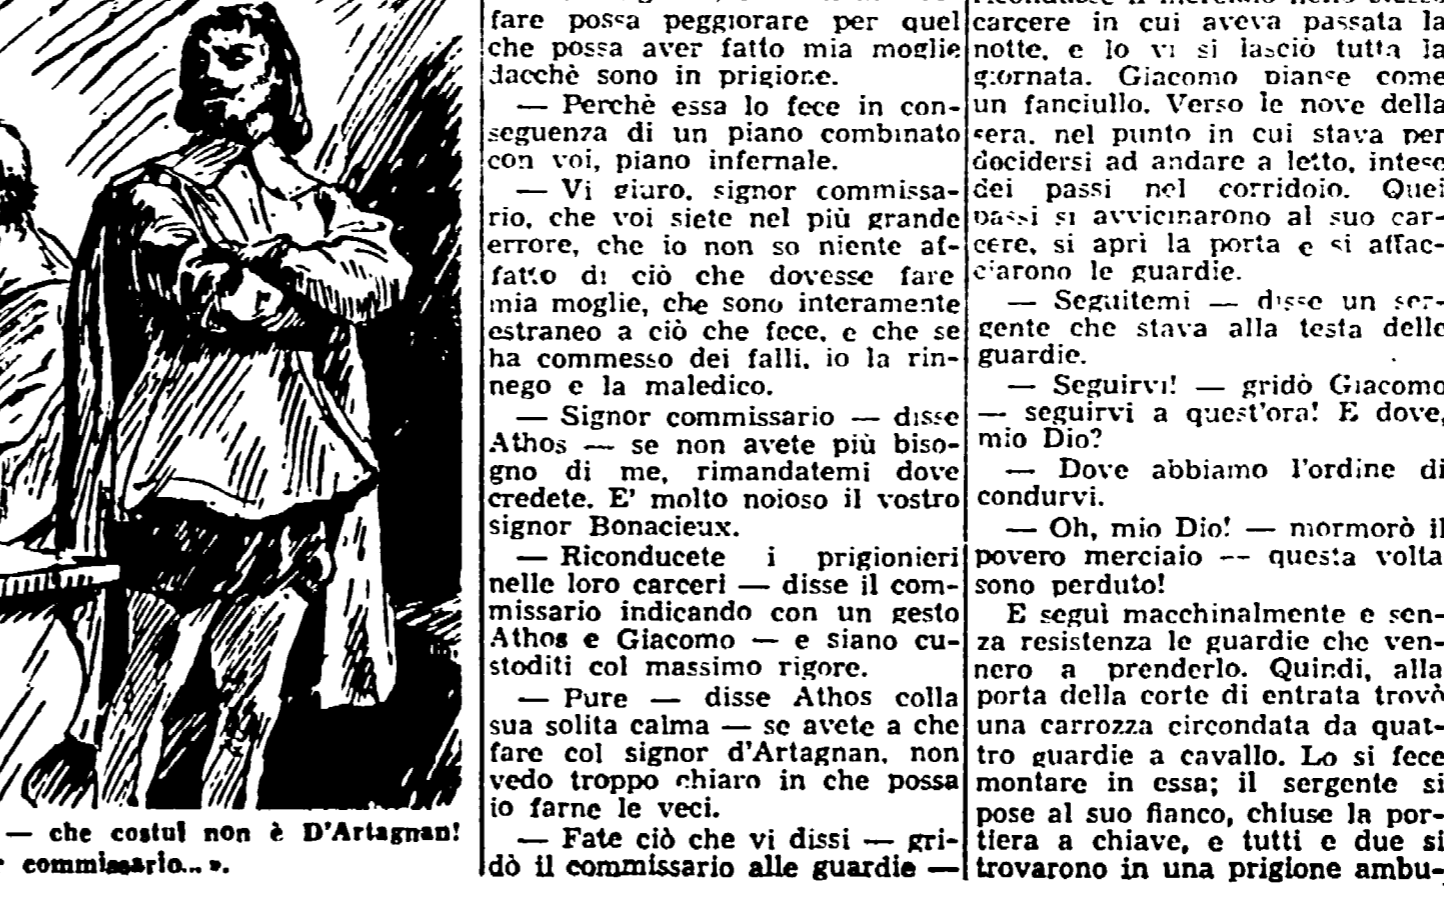 — che costui non è D'Artagnan!
commissario... ».
fare possa peggiorare per quel
che possa aver fatto mia moglie
dacchè sono in prigione.
— Perchè essa lo fece in con-
seguenza di un piano combinato
con voi, piano infernale.
— Vi giuro, signor commissa-
rio, che voi siete nel più grande
errore, che io non so niente af-
fatto di ciò che dovesse fare
mia moglie, che sono interamente
estraneo a ciò che fece, e che se
ha commesso dei falli, io la rin-
nego e la maledico.
— Signor commissario — disse
Athos — se non avete più biso-
gno di me, rimandatemi dove
credete. E' molto noioso il vostro
signor Bonacieux.
— Riconducete i prigionieri
nelle loro carceri — disse il com-
missario indicando con un gesto
Athos e Giacomo — e siano cu-
stoditi col massimo rigore.
— Pure — disse Athos colla
sua solita calma — se avete a che
fare col signor d'Artagnan, non
vedo troppo chiaro in che possa
io farne le veci.
— Fate ciò che vi dissi — gri-
dò il commissario alle guardie —
carcere in cui aveva passata la
notte, e lo vi si lasciò tutta la
giornata. Giacomo pianse come
un fanciullo. Verso le nove della
sera, nel punto in cui stava per
docidersi ad andare a letto, intese
dei passi nel corridoio. Quei
passi si avvicinarono al suo car-
cere, si aprì la porta e si affac-
ciarono le guardie.
— Seguitemi — disse un ser-
gente che stava alla testa delle
guardie.
— Seguirvi! — gridò Giacomo
— seguirvi a quest'ora! E dove,
mio Dio?
— Dove abbiamo l'ordine di
condurvi.
— Oh, mio Dio! — mormorò il
povero merciaio — questa volta
sono perduto!
E seguì macchinalmente e sen-
za resistenza le guardie che ven-
nero a prenderlo. Quindi, alla
porta della corte di entrata trovò
una carrozza circondata da quat-
tro guardie a cavallo. Lo si fece
montare in essa; il sergente si
pose al suo fianco, chiuse la por-
tiera a chiave, e tutti e due si
trovarono in una prigione ambu-